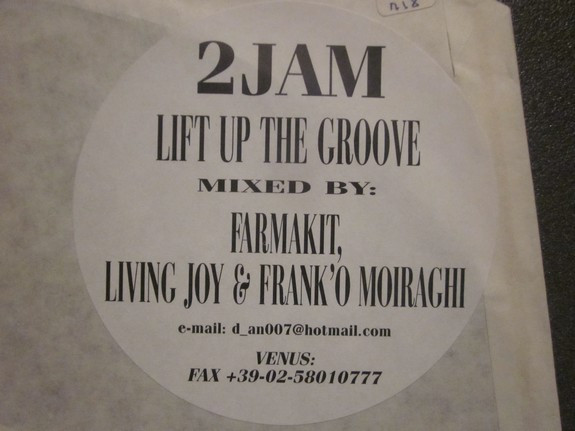 2JAM
LIFT UP THE GROOVE
MIXED BY:
FARMAKIT,
LIVING JOY & FRANK'O MOIRAGHI
e-mail: d_an007@hotmail.com
VENUS:
FAX +39-02-58010777